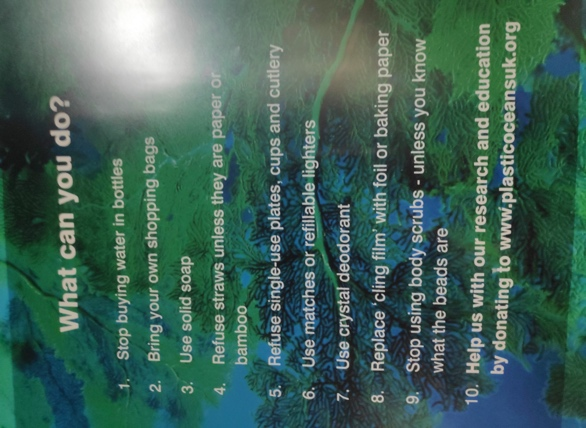 What can you do?
1. Stop buying water in bottles
2. Bring your own shopping bags
3. Use solid soap
4. Refuse straws unless they are paper or
bamboo
5. Refuse single-use plates, cups and cutlery
6. Use matches or refillable lighters
7. Use crystal deodorant
8. Replace 'cling film' with foil or baking paper
9. Stop using body scrubs - unless you know
what the beads are
10. Help us with our research and education
by donating to www.plasticoceansuk.org